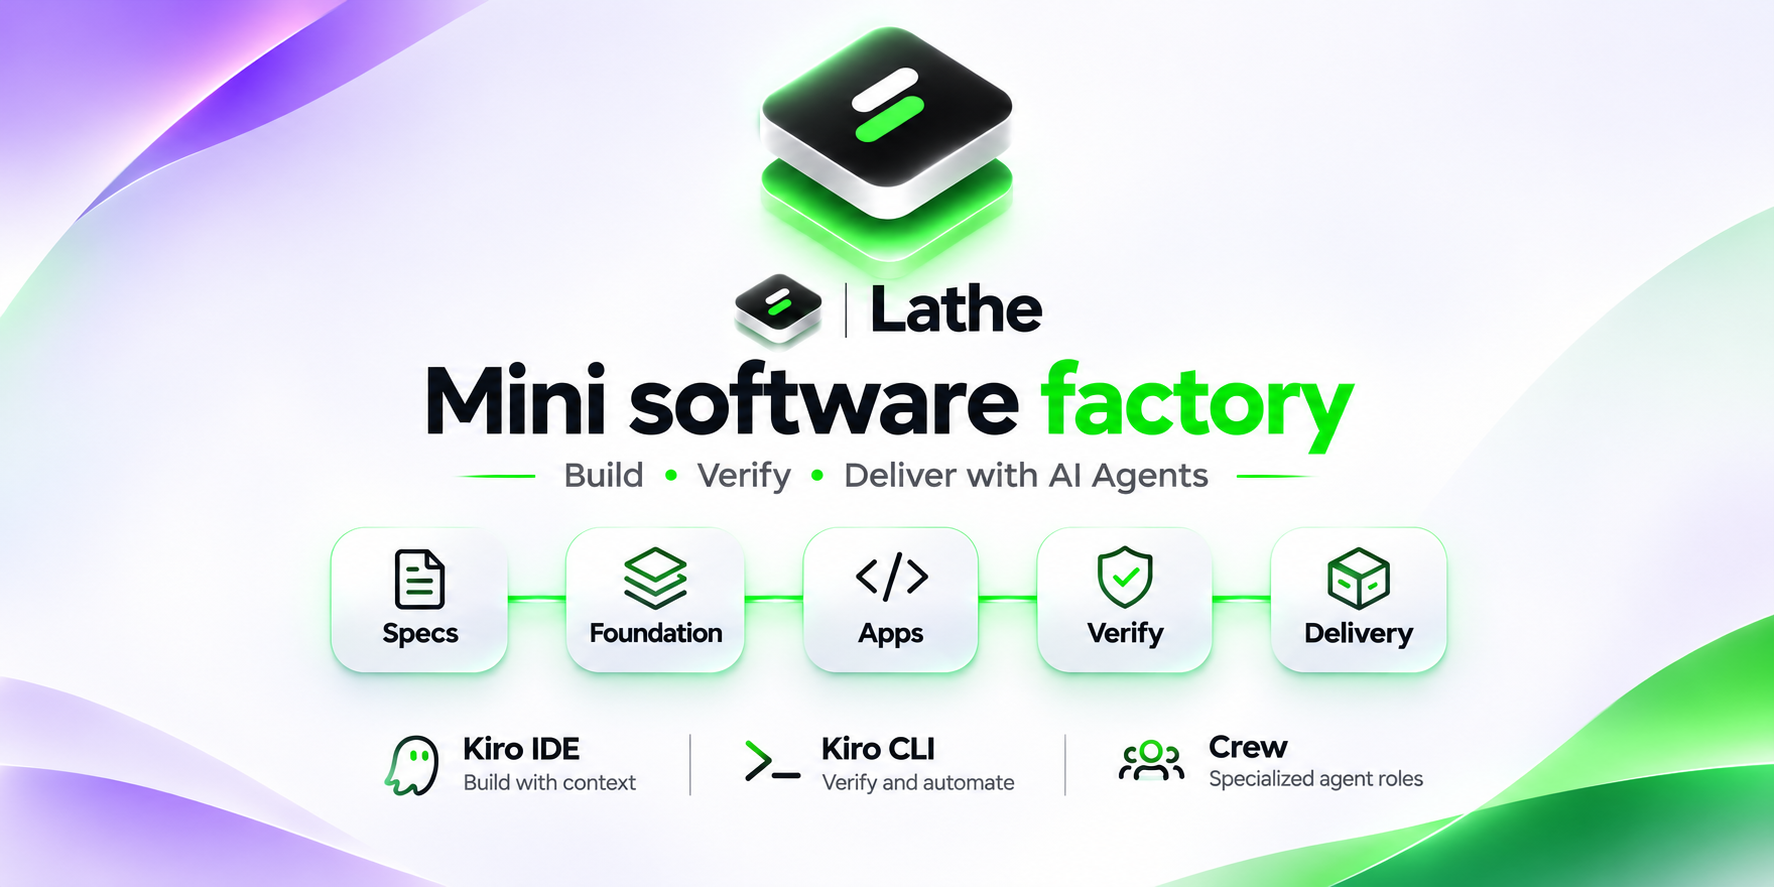 Lathe
Mini software factory
Build • Verify • Deliver with AI Agents
Specs
Foundation
Apps
Verify
Delivery
Kiro IDE
Build with context
Kiro CLI
Verify and automate
Crew
Specialized agent roles